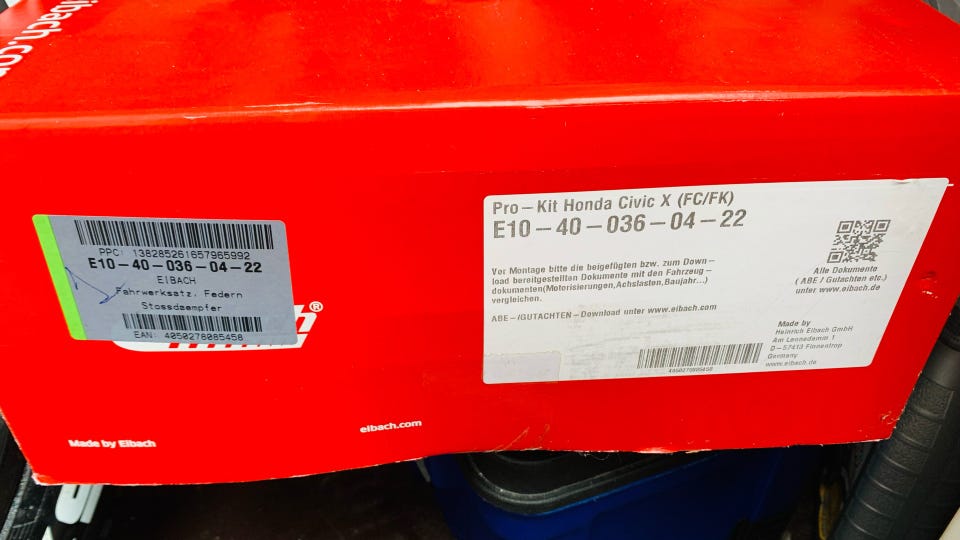 eibach.com
PPC: 138285261657965992
E10-40-036-04-22
EIBACH
Fahrwerksatz, Federn
Stossdaempfer
EAN: 4050278085458
®
Made by Eibach
eibach.com
Pro-Kit Honda Civic X (FC/FK)
E10-40-036-04-22
Vor Montage bitte die beigefügten bzw. zum Down-
load bereitgestellten Dokumente mit den Fahrzeug-
dokumenten(Motorisierungen,Achslasten,Baujahr...)
vergleichen.
ABE-/GUTACHTEN-Download unter www.eibach.com
Alle Dokumente
( ABE / Gutachten etc.)
unter www.eibach.de
Made by
Heinrich Eibach GmbH
Am Lennedamm 1
D-57413 Finnentrop
Germany
www.eibach.de
4050278085458